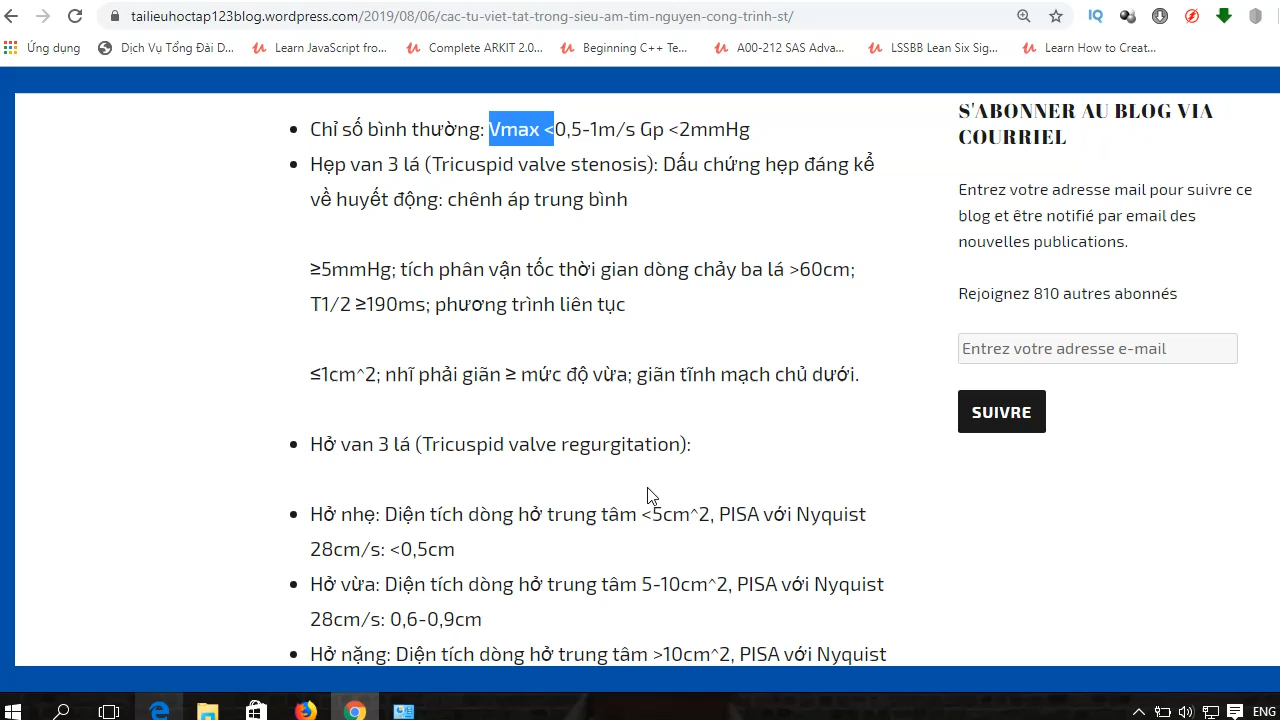 tailieuhoctap123blog.wordpress.com/2019/08/06/cac-tu-viet-tat-trong-sieu-am-tim-nguyen-cong-trinh-st/
Ứng dụng
Dịch Vụ Tổng Đài D...
Learn JavaScript fro...
Complete ARKIT 2.0...
Beginning C++ Te...
A00-212 SAS Adva...
LSSBB Lean Six Sig...
Learn How to Creat...
Chỉ số bình thường: Vmax <0,5-1m/s Gp <2mmHg
Hẹp van 3 lá (Tricuspid valve stenosis): Dấu chứng hẹp đáng kể
về huyết động: chênh áp trung bình
≥5mmHg; tích phân vận tốc thời gian dòng chảy ba lá >60cm;
T1/2 ≥190ms; phương trình liên tục
≤1cm^2; nhĩ phải giãn ≥ mức độ vừa; giãn tĩnh mạch chủ dưới.
Hở van 3 lá (Tricuspid valve regurgitation):
Hở nhẹ: Diện tích dòng hở trung tâm <5cm^2, PISA với Nyquist
28cm/s: <0,5cm
Hở vừa: Diện tích dòng hở trung tâm 5-10cm^2, PISA với Nyquist
28cm/s: 0,6-0,9cm
Hở nặng: Diện tích dòng hở trung tâm >10cm^2, PISA với Nyquist
S'ABONNER AU BLOG VIA
COURRIEL
Entrez votre adresse mail pour suivre ce
blog et être notifié par email des
nouvelles publications.
Rejoignez 810 autres abonnés
Entrez votre adresse e-mail
SUIVRE
ENG